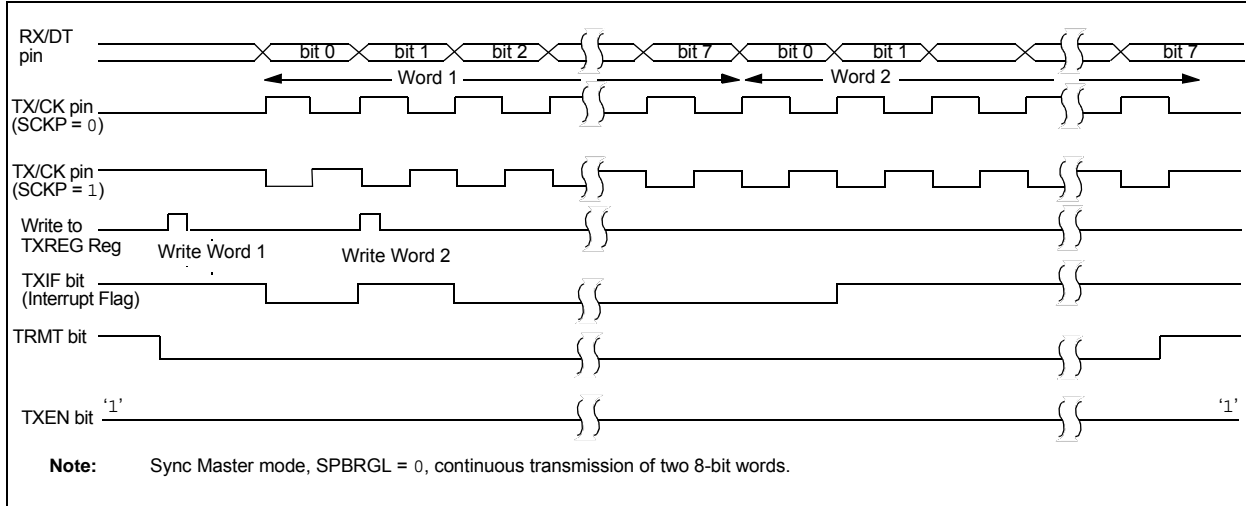 RX/DT
pin
bit 0 bit 1 bit 2 bit 7 bit 0 bit 1 bit 7
Word 1 Word 2
TX/CK pin
(SCKP = 0)
TX/CK pin
(SCKP = 1)
Write to
TXREG Reg
Write Word 1 Write Word 2
TXIF bit
(Interrupt Flag)
TRMT bit
‘1’ ‘1’
TXEN bit
Note: Sync Master mode, SPBRGL = 0, continuous transmission of two 8-bit words.